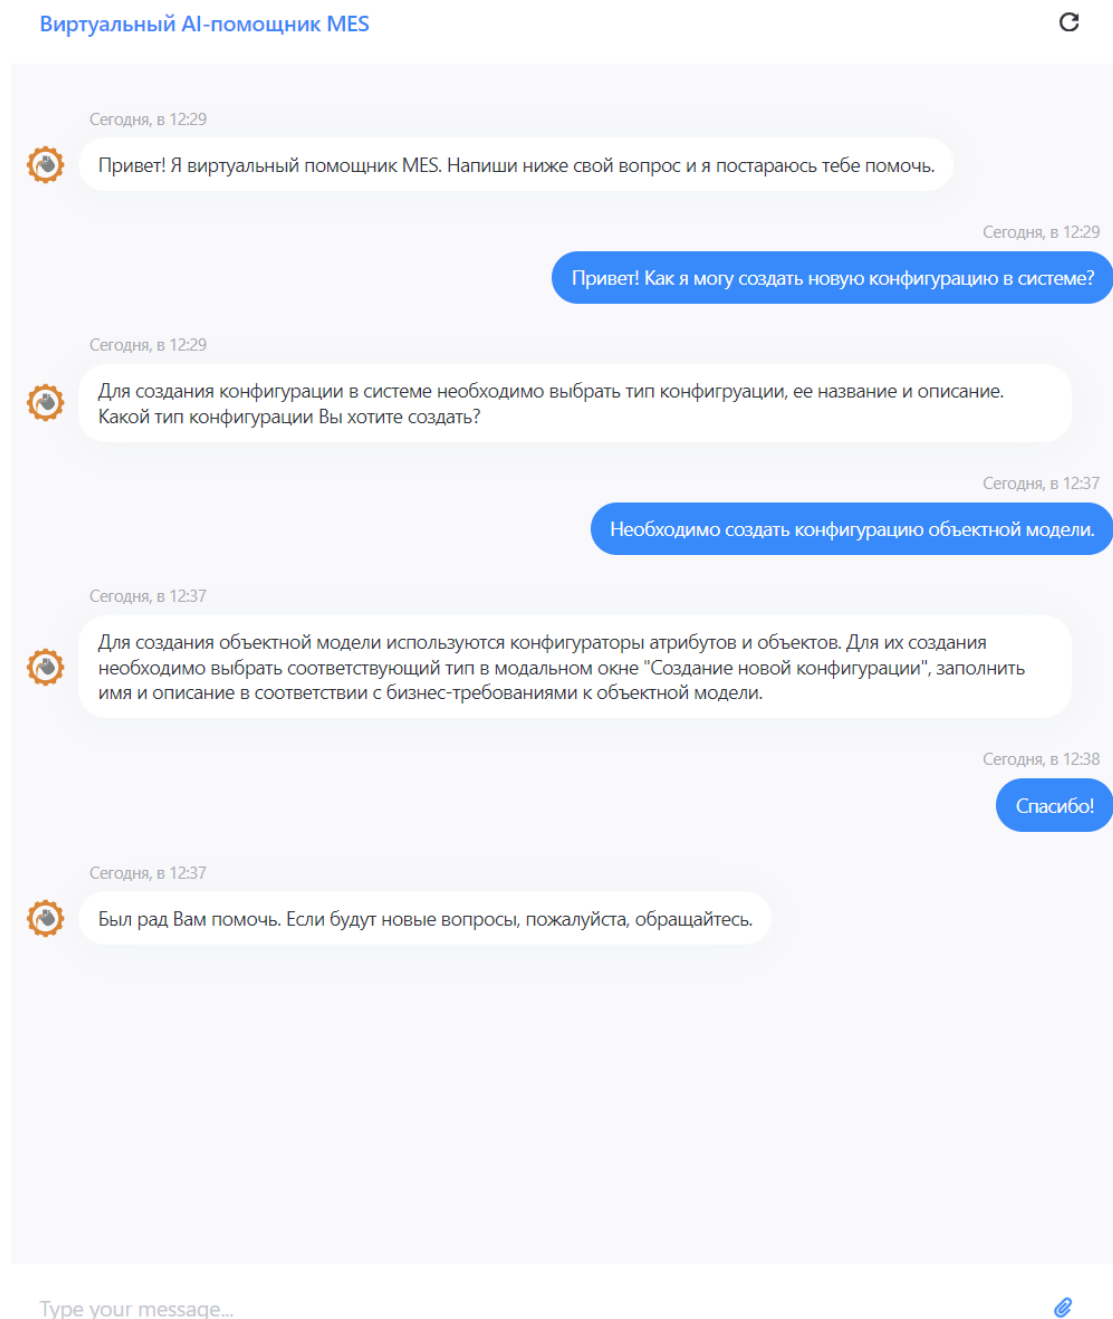 Виртуальный AI-помощник MES
Сегодня, в 12:29
Привет! Я виртуальный помощник MES. Напиши ниже свой вопрос и я постараюсь тебе помочь.
Сегодня, в 12:29
Привет! Как я могу создать новую конфигурацию в системе?
Сегодня, в 12:29
Для создания конфигурации в системе необходимо выбрать тип конфигруации, ее название и описание.
Какой тип конфигурации Вы хотите создать?
Сегодня, в 12:37
Необходимо создать конфигурацию объектной модели.
Сегодня, в 12:37
Для создания объектной модели используются конфигураторы атрибутов и объектов. Для их создания
необходимо выбрать соответствующий тип в модальном окне "Создание новой конфигурации", заполнить
имя и описание в соответствии с бизнес-требованиями к объектной модели.
Сегодня, в 12:38
Спасибо!
Сегодня, в 12:37
Был рад Вам помочь. Если будут новые вопросы, пожалуйста, обращайтесь.
Type your message...